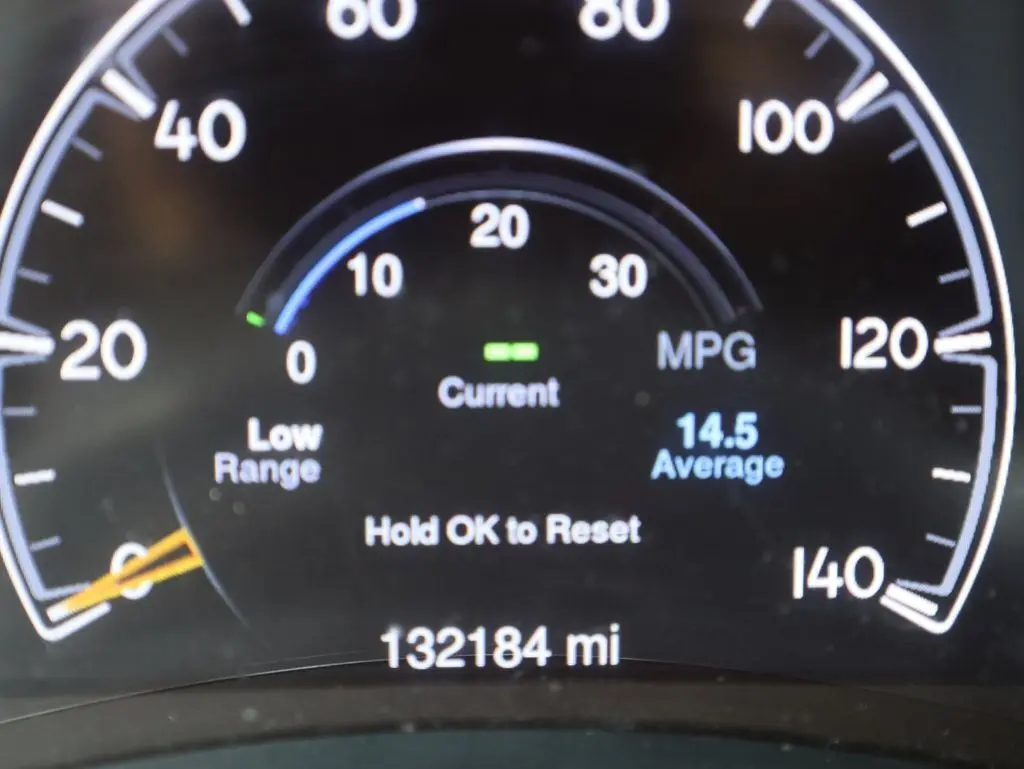 60 80
40 100
20
10 30
20 0 MPG 120
-- 
Current
Low 14.5
Range Average
Hold OK to Reset
0 140
132184 mi